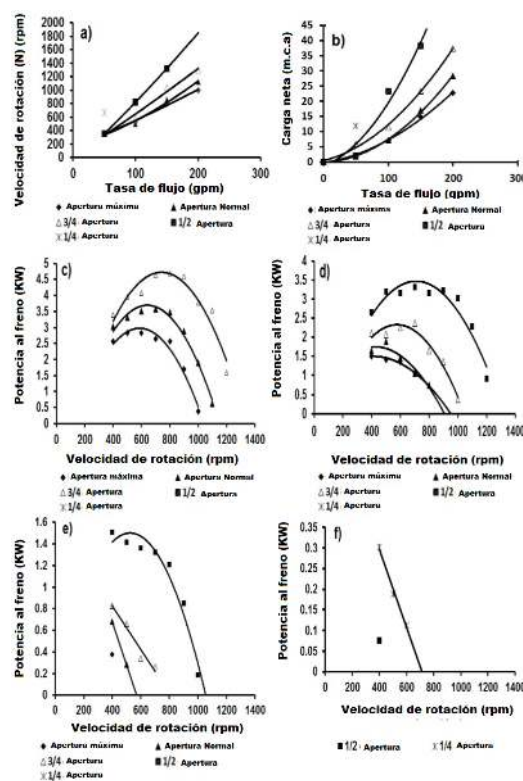 a)
Velocidad de rotación (N) (rpm)
2000
1800
1600
1400
1200
1000
800
600
400
200
0
0 100 200 300
Tasa de flujo (gpm)
Apertura máximo Apertura Normal
3/4 Aperturu 1/2 Apertura
1/4 Aperturu
b)
Carga neta (m.c.a)
45
40
35
30
25
20
15
10
5
0
0 100 200 300
Tasa de flujo (gpm)
Apertura máximo Apertura Normal
3/4 Aperturu 1/2 Apertura
1/4 Apertura
c)
Potencia al freno (KW)
5
4.5
4
3.5
3
2.5
2
1.5
1
0.5
0
0 200 400 600 800 1000 1200 1400
Velocidad de rotación (rpm)
Apertura máxima Apertura Normal
3/4 Apertura 1/2 Apertura
1/4 Apertura
d)
Potencia al freno (KW)
4
3.5
3
2.5
2
1.5
1
0.5
0
0 200 400 600 800 1000 1200 1400
Velocidad de rotación (rpm)
Apertura máximu Apertura Normal
3/4 Apertura 1/2 Apertura
1/4 Apertura
e)
Potencia al freno (KW)
1.6
1.4
1.2
1
0.8
0.6
0.4
0.2
0
0 200 400 600 800 1000 1200 1400
Velocidad de rotación (rpm)
Apertura máximu Apertura Normal
3/4 Aperturu 1/2 Apertura
1/4 Apertura
f)
Potencia al freno (KW)
0.35
0.3
0.25
0.2
0.15
0.1
0.05
0
0 200 400 600 800 1000 1200 1400
Velocidad de rotación (rpm)
1/2 Apertura 1/4 Apertura